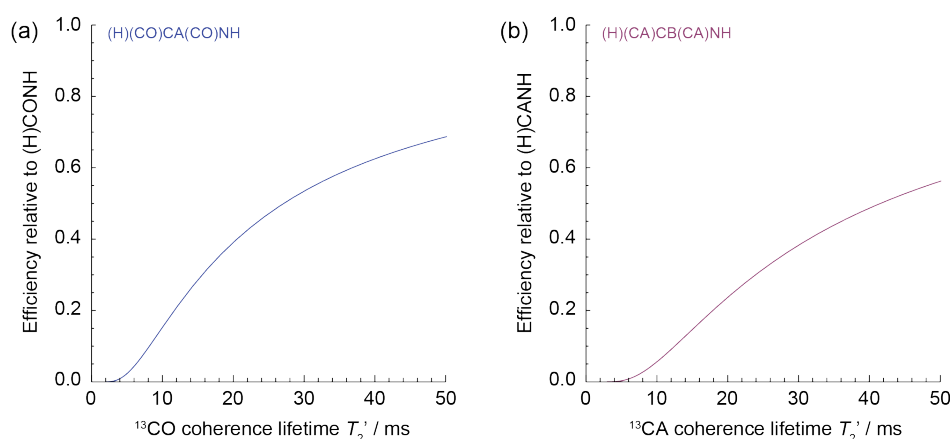 (a)
(H)(CO)CA(CO)NH
Efficiency relative to (H)CONH
1.0
0.8
0.6
0.4
0.2
0.0
0 10 20 30 40 50
¹³CO coherence lifetime T₂' / ms
(b)
(H)(CA)CB(CA)NH
Efficiency relative to (H)CANH
1.0
0.8
0.6
0.4
0.2
0.0
0 10 20 30 40 50
¹³CA coherence lifetime T₂' / ms